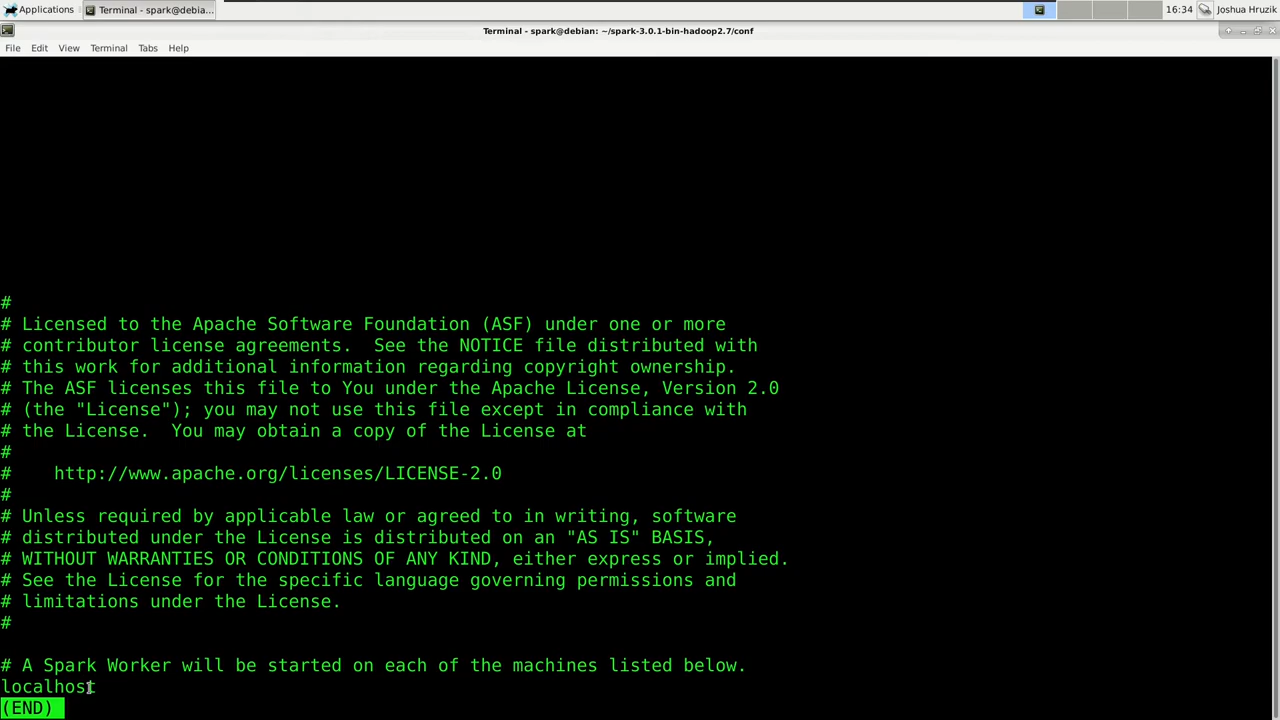 Applications
Terminal - spark@debia...
16:34
Joshua Hruzik
Terminal - spark@debian: ~/spark-3.0.1-bin-hadoop2.7/conf
File Edit View Terminal Tabs Help
#
# Licensed to the Apache Software Foundation (ASF) under one or more
# contributor license agreements.  See the NOTICE file distributed with
# this work for additional information regarding copyright ownership.
# The ASF licenses this file to You under the Apache License, Version 2.0
# (the "License"); you may not use this file except in compliance with
# the License.  You may obtain a copy of the License at
#
#    http://www.apache.org/licenses/LICENSE-2.0
#
# Unless required by applicable law or agreed to in writing, software
# distributed under the License is distributed on an "AS IS" BASIS,
# WITHOUT WARRANTIES OR CONDITIONS OF ANY KIND, either express or implied.
# See the License for the specific language governing permissions and
# limitations under the License.
#
# A Spark Worker will be started on each of the machines listed below.
localhost
(END)